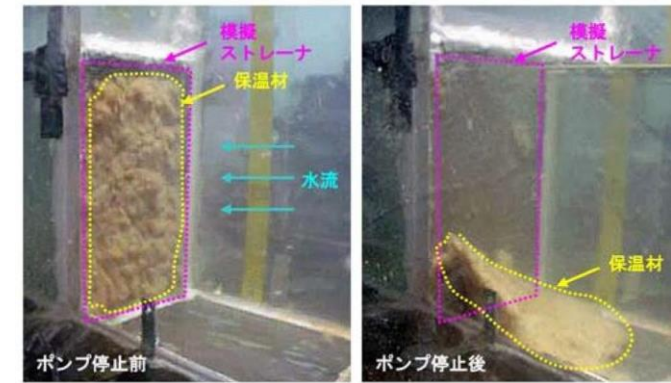 模擬
ストレーナ
保温材
水流
ポンプ停止前
模擬
ストレーナ
保温材
ポンプ停止後